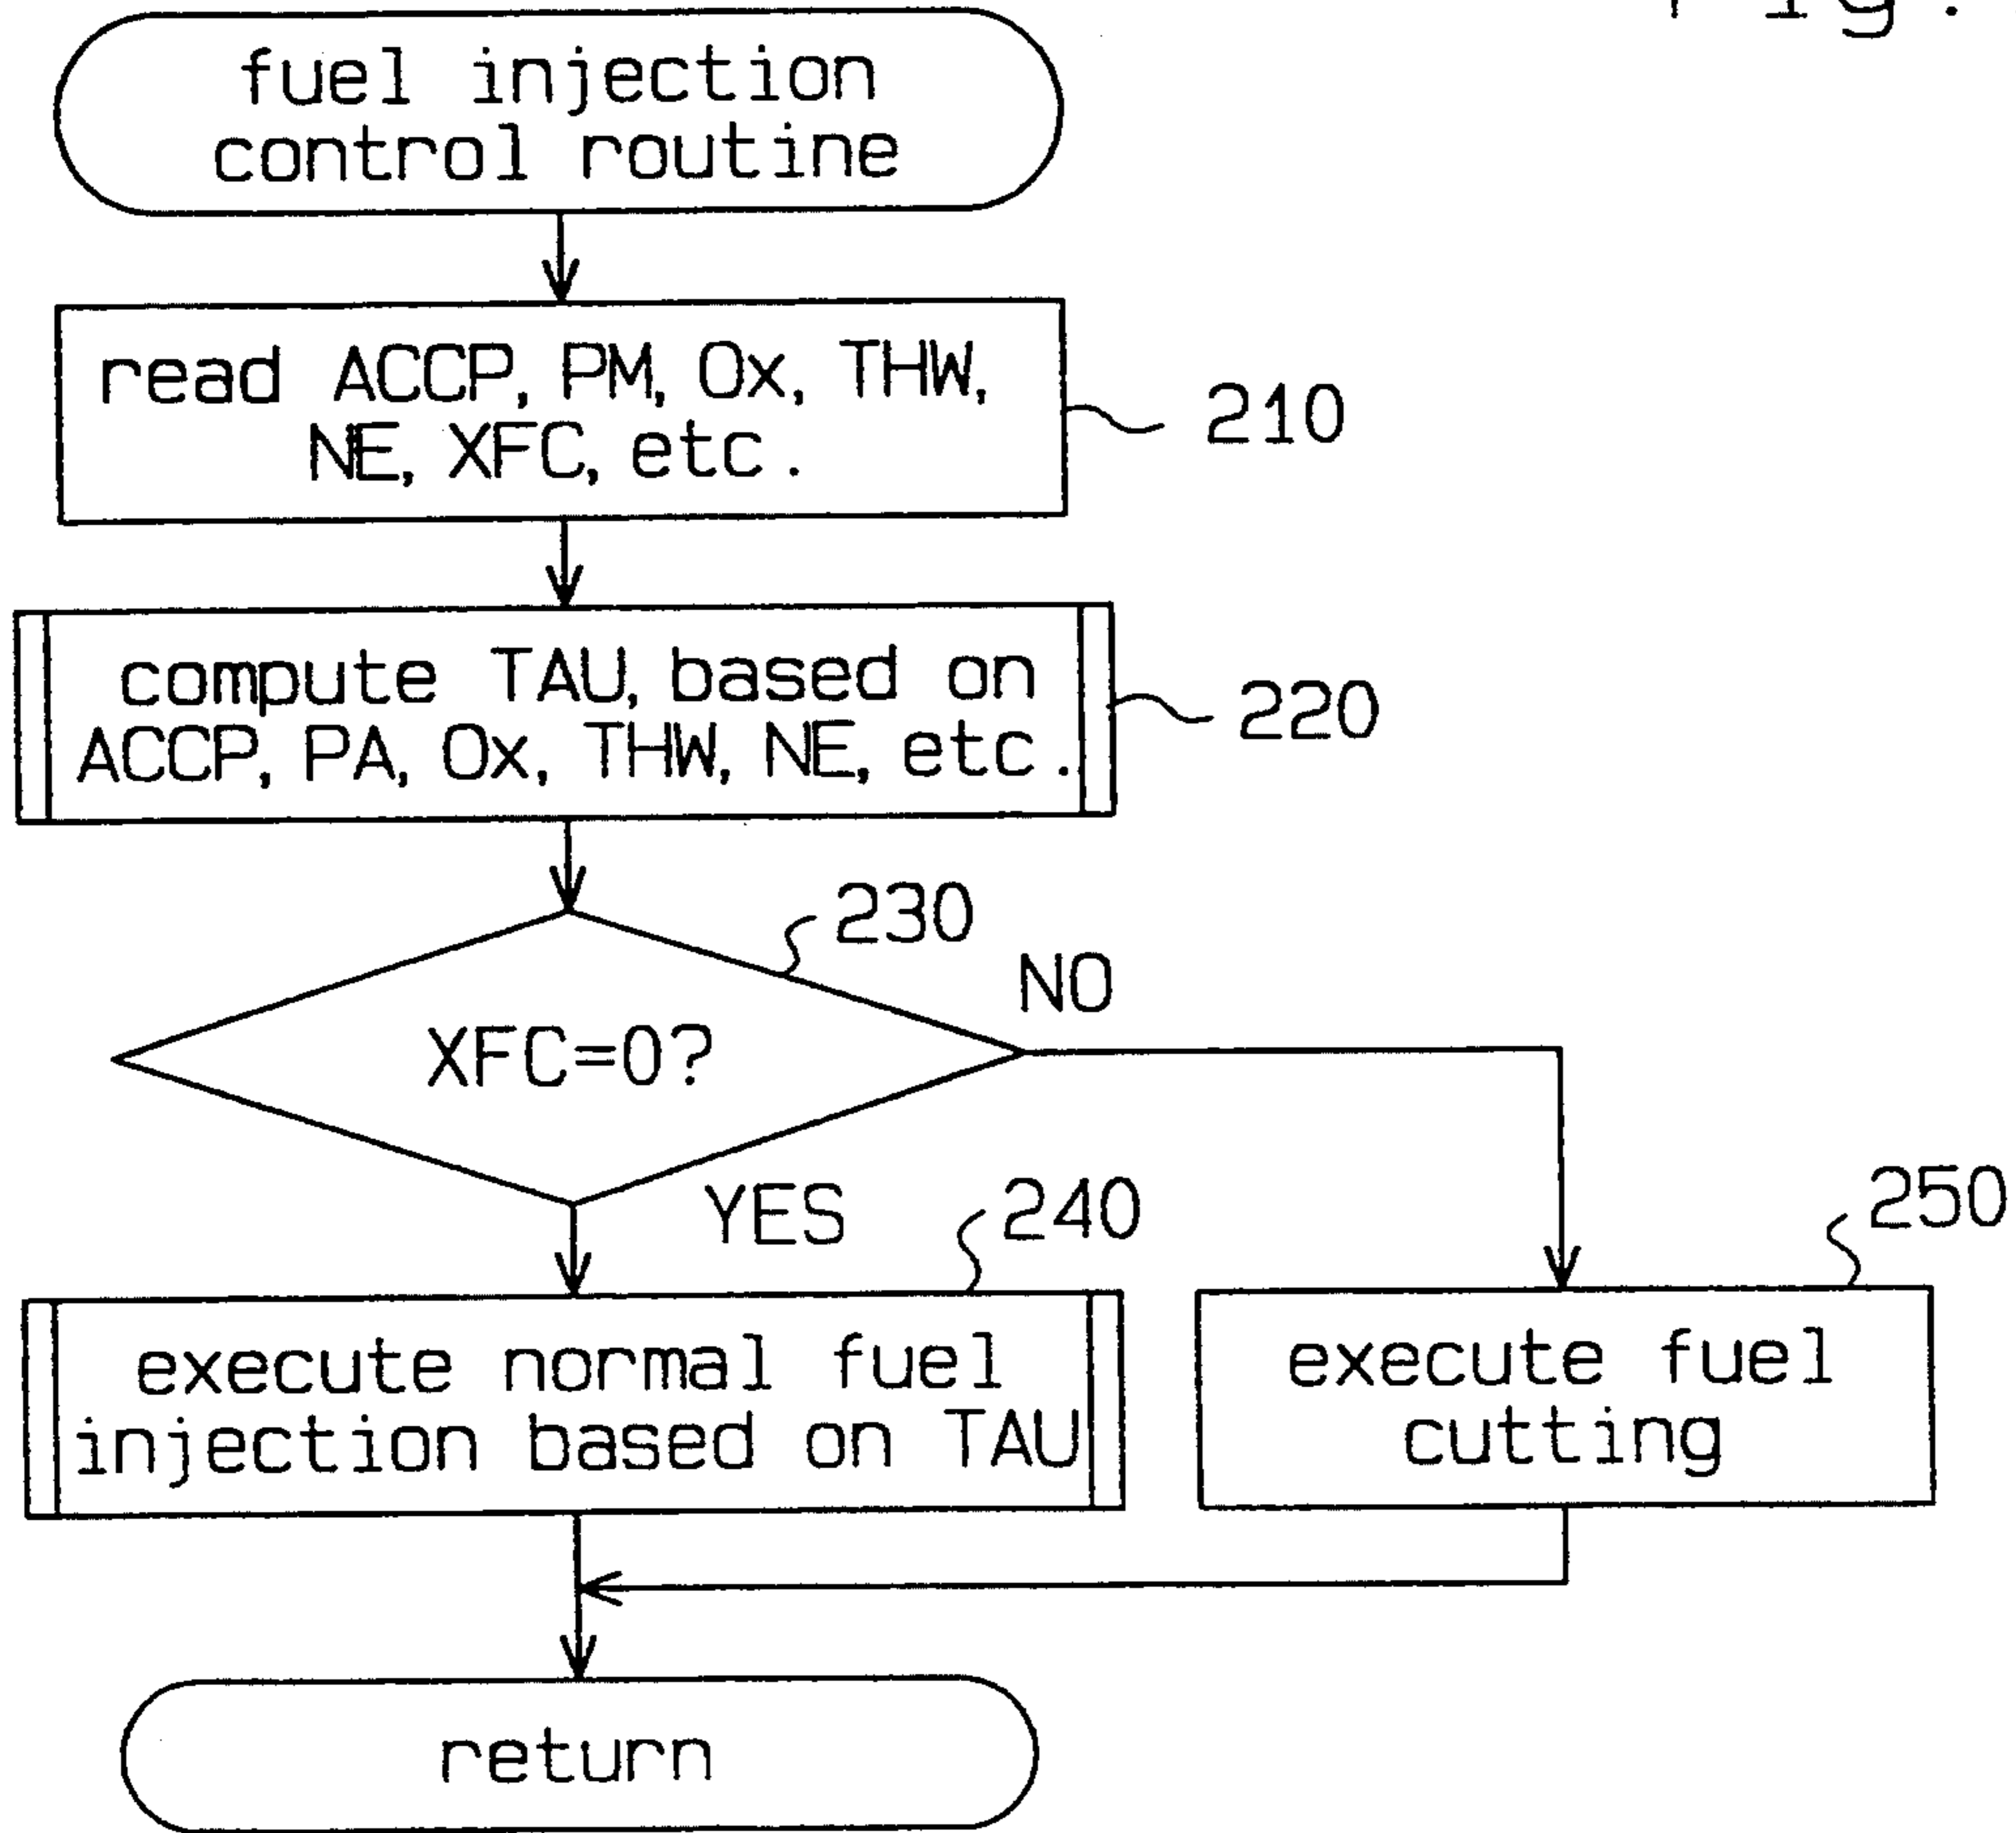 Fig.
fuel injection
control routine
read ACCP, PM, Ox, THW,
NE, XFC, etc.
210
compute TAU, based on
ACCP, PA, Ox, THW, NE, etc.
220
230
NO
XFC=0?
YES
240
250
execute normal fuel
injection based on TAU
execute fuel
cutting
return